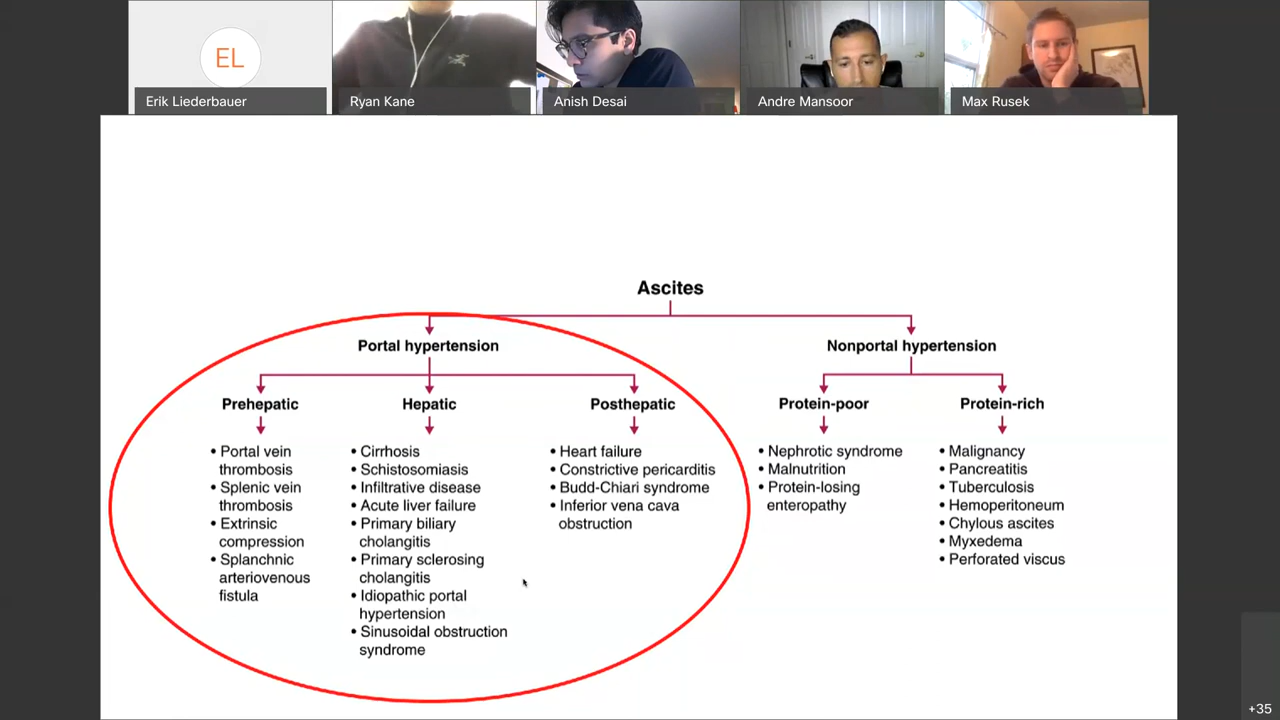 EL
Erik Liederbauer
Ryan Kane
Anish Desai
Andre Mansoor
Max Rusek
Ascites
Portal hypertension
Nonportal hypertension
Prehepatic
Hepatic
Posthepatic
Protein-poor
Protein-rich
• Portal vein
thrombosis
• Splenic vein
thrombosis
• Extrinsic
compression
• Splanchnic
arteriovenous
fistula
• Cirrhosis
• Schistosomiasis
• Infiltrative disease
• Acute liver failure
• Primary biliary
cholangitis
• Primary sclerosing
cholangitis
• Idiopathic portal
hypertension
• Sinusoidal obstruction
syndrome
• Heart failure
• Constrictive pericarditis
• Budd-Chiari syndrome
• Inferior vena cava
obstruction
• Nephrotic syndrome
• Malnutrition
• Protein-losing
enteropathy
• Malignancy
• Pancreatitis
• Tuberculosis
• Hemoperitoneum
• Chylous ascites
• Myxedema
• Perforated viscus
+35